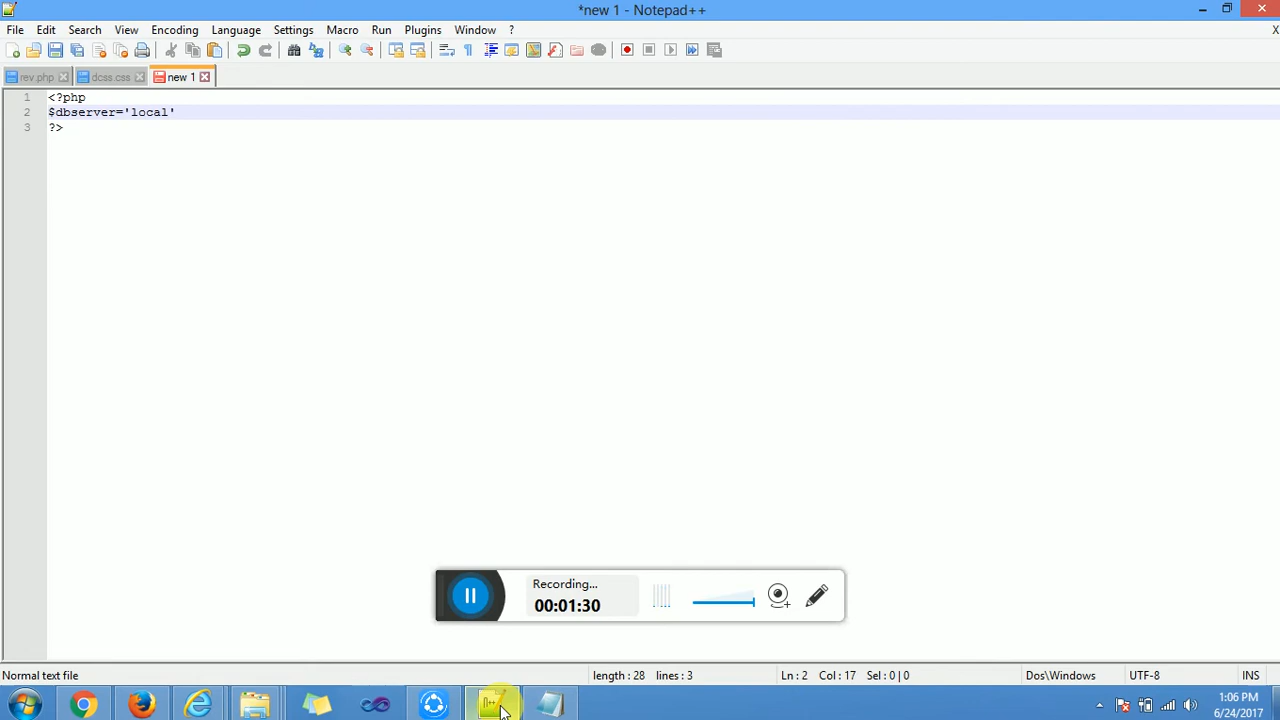 *new 1 - Notepad++
File Edit Search View Encoding Language Settings Macro Run Plugins Window ? X
rev.php dcss.css new 1
1 <?php
2 $dbserver='local'
3 ?>
Recording...
00:01:30
Normal text file length : 28 lines : 3 Ln : 2 Col : 17 Sel : 0 | 0 Dos\Windows UTF-8 INS
1:06 PM
6/24/2017